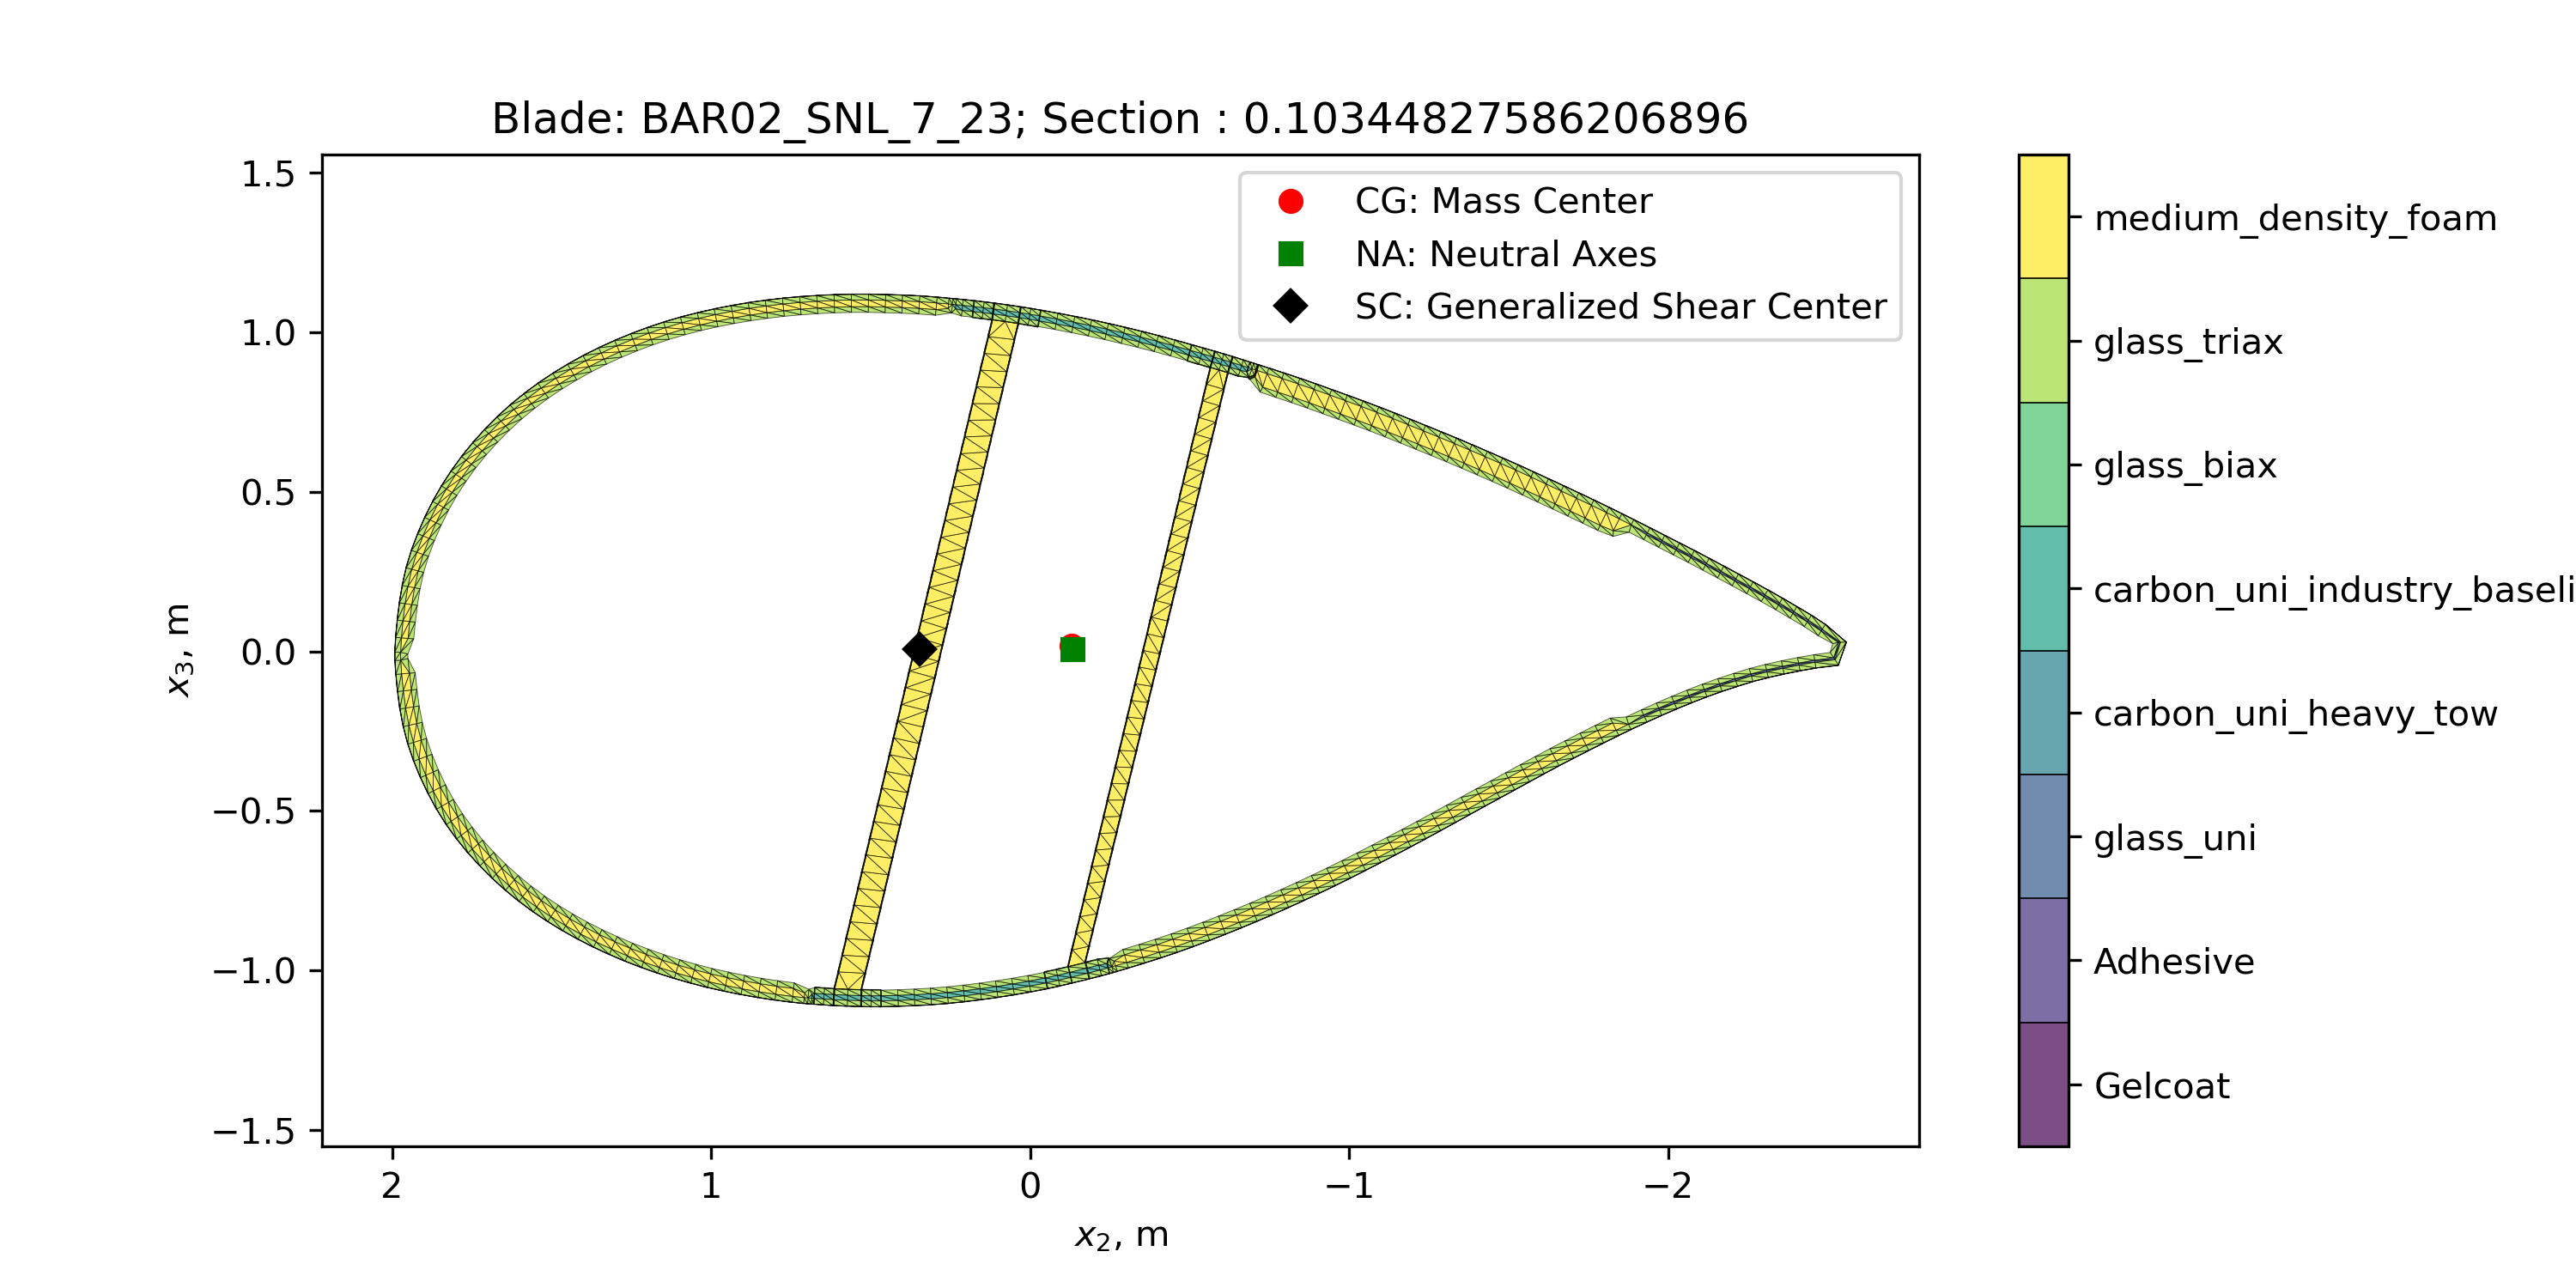 Blade: BAR02_SNL_7_23; Section : 0.10344827586206896
CG: Mass Center
NA: Neutral Axes
SC: Generalized Shear Center
1.5
1.0
0.5
0.0
−0.5
−1.0
−1.5
x₃, m
2
1
0
−1
−2
x₂, m
medium_density_foam
glass_triax
glass_biax
carbon_uni_industry_baseli
carbon_uni_heavy_tow
glass_uni
Adhesive
Gelcoat